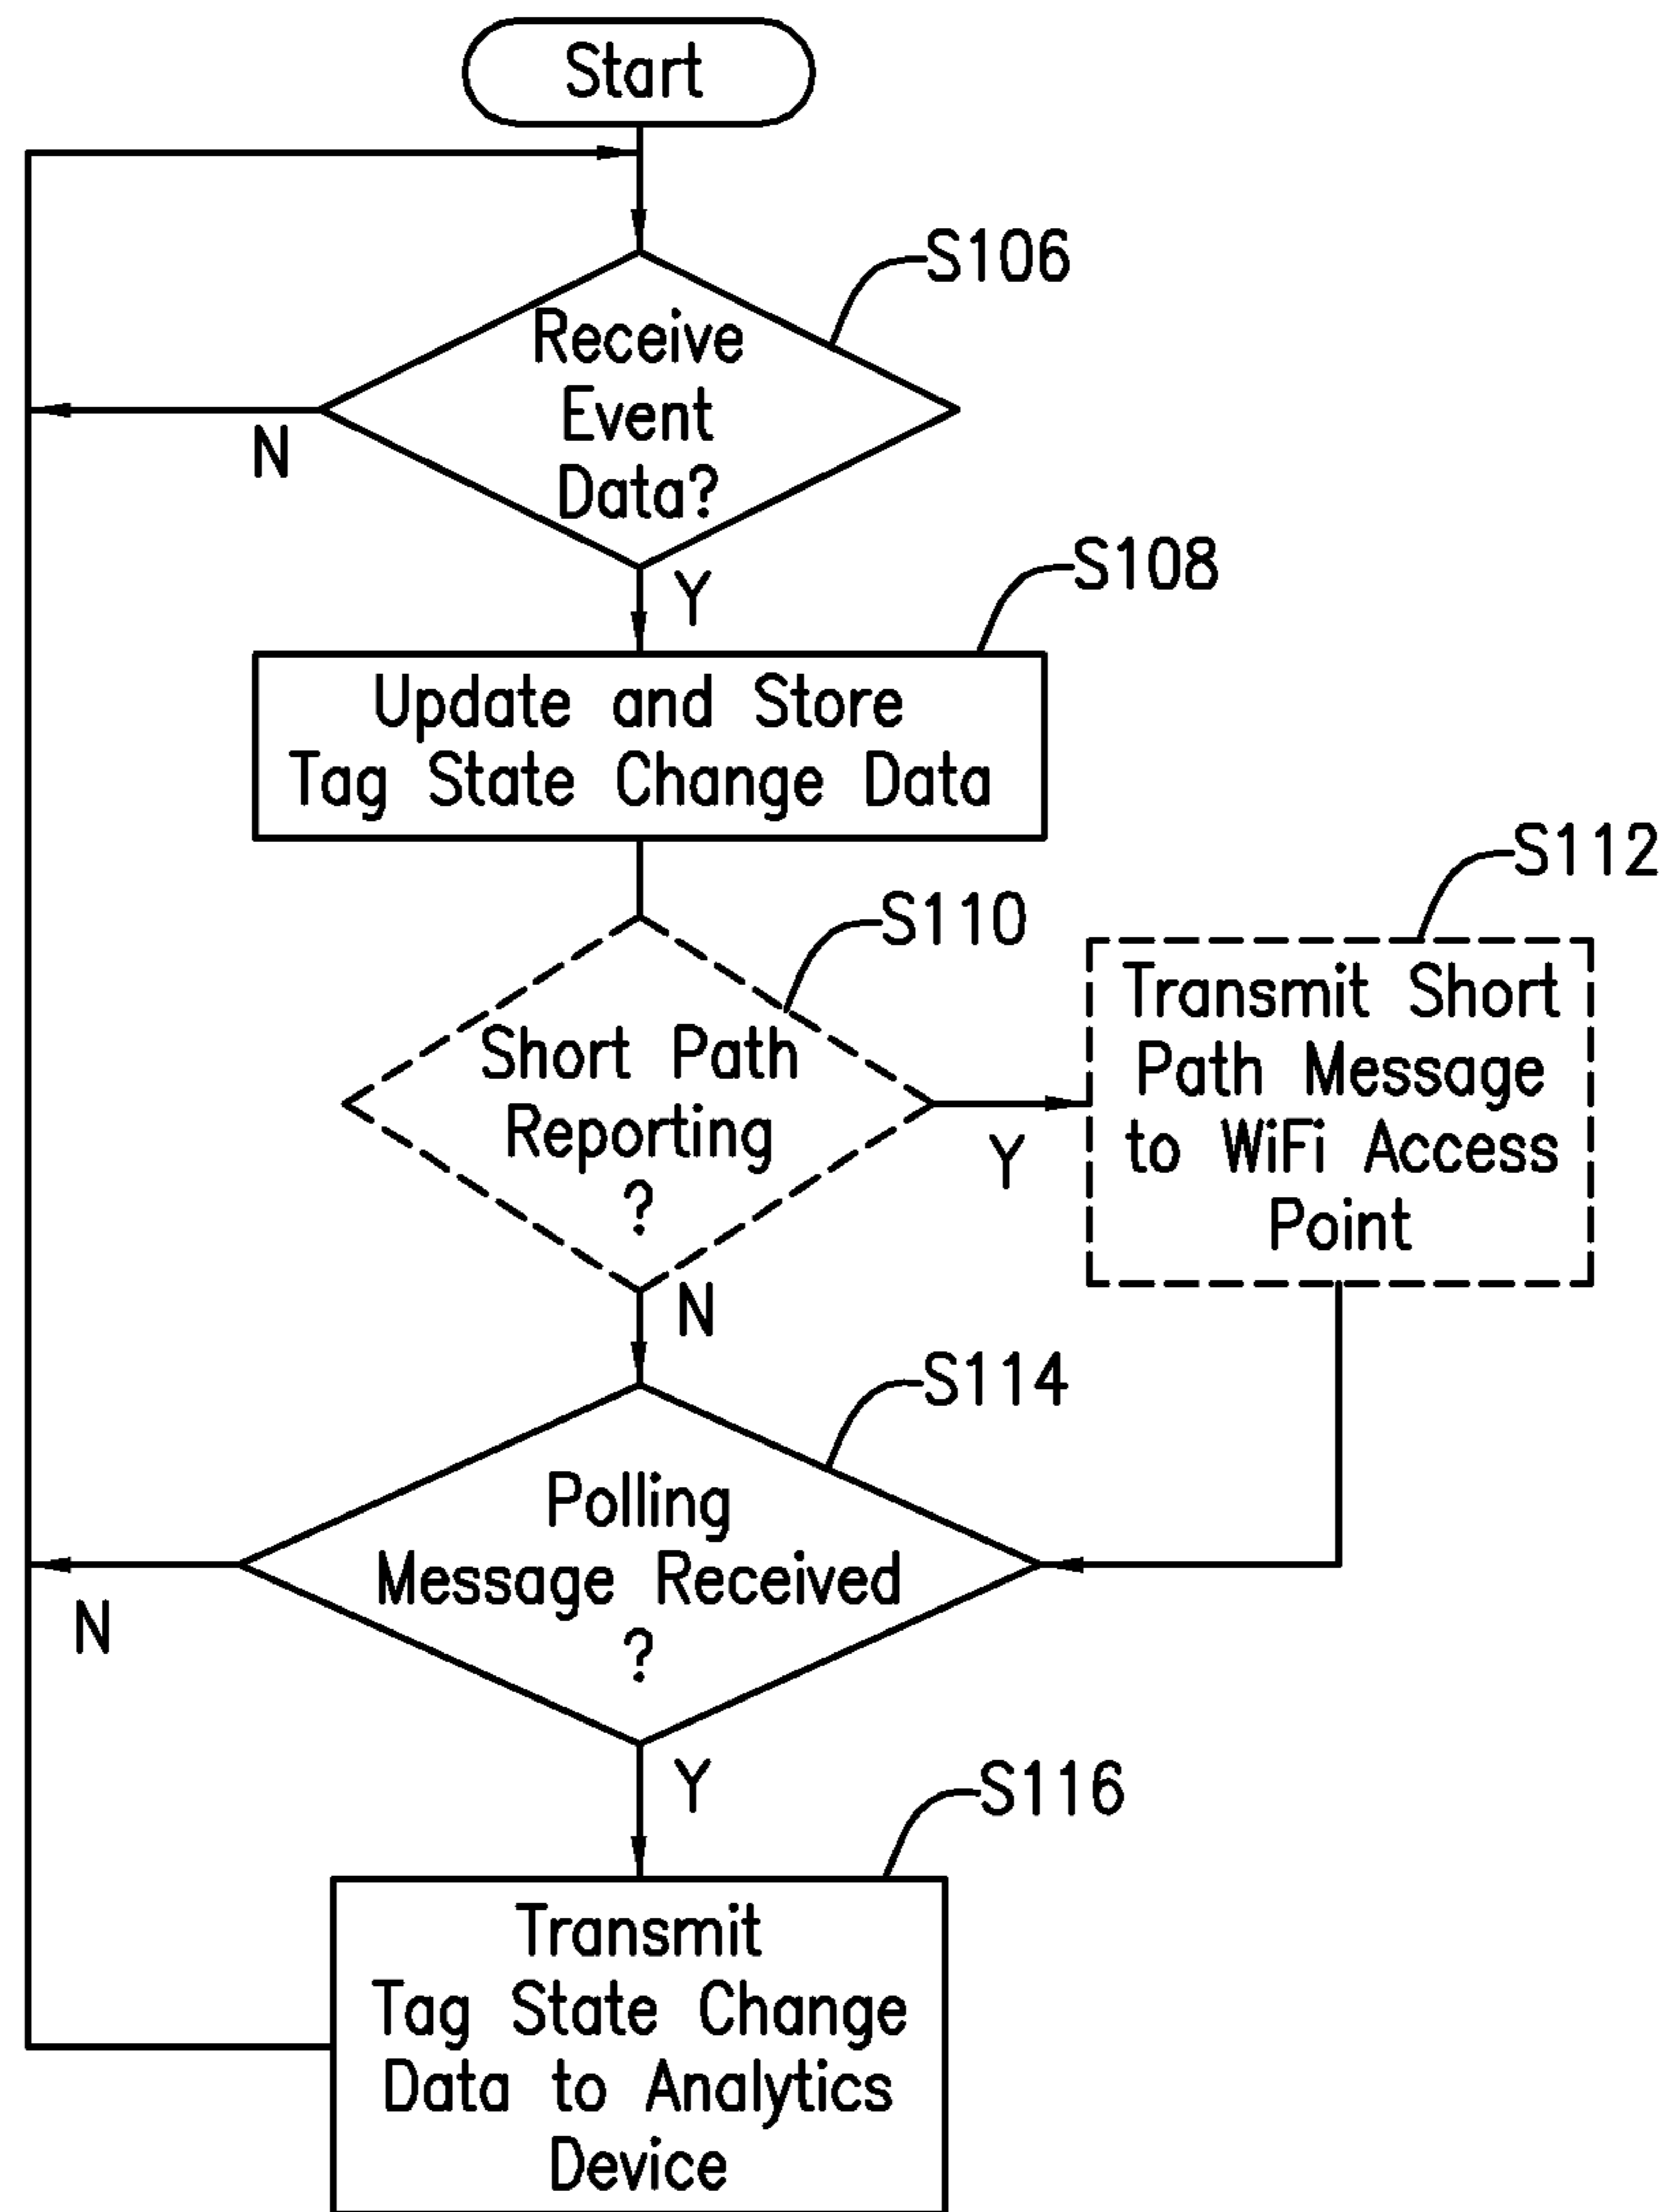 Start
S106
Receive
Event
Data?
N
Y
S108
Update and Store
Tag State Change Data
S110
Short Path
Reporting
?
Y
N
S112
Transmit Short
Path Message
to WiFi Access
Point
S114
Polling
Message Received
?
N
Y
S116
Transmit
Tag State Change
Data to Analytics
Device